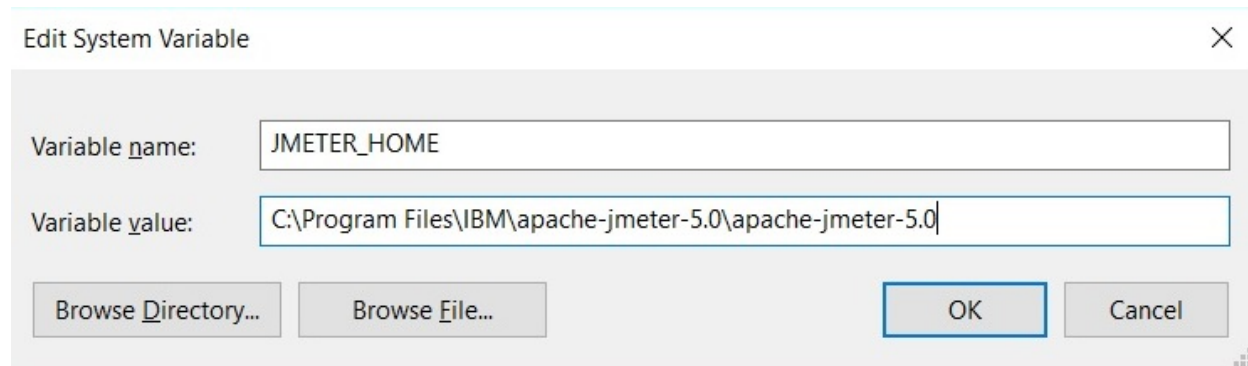 Edit System Variable
Variable name: JMETER_HOME
Variable value: C:\Program Files\IBM\apache-jmeter-5.0\apache-jmeter-5.0
Browse Directory... Browse File... OK Cancel